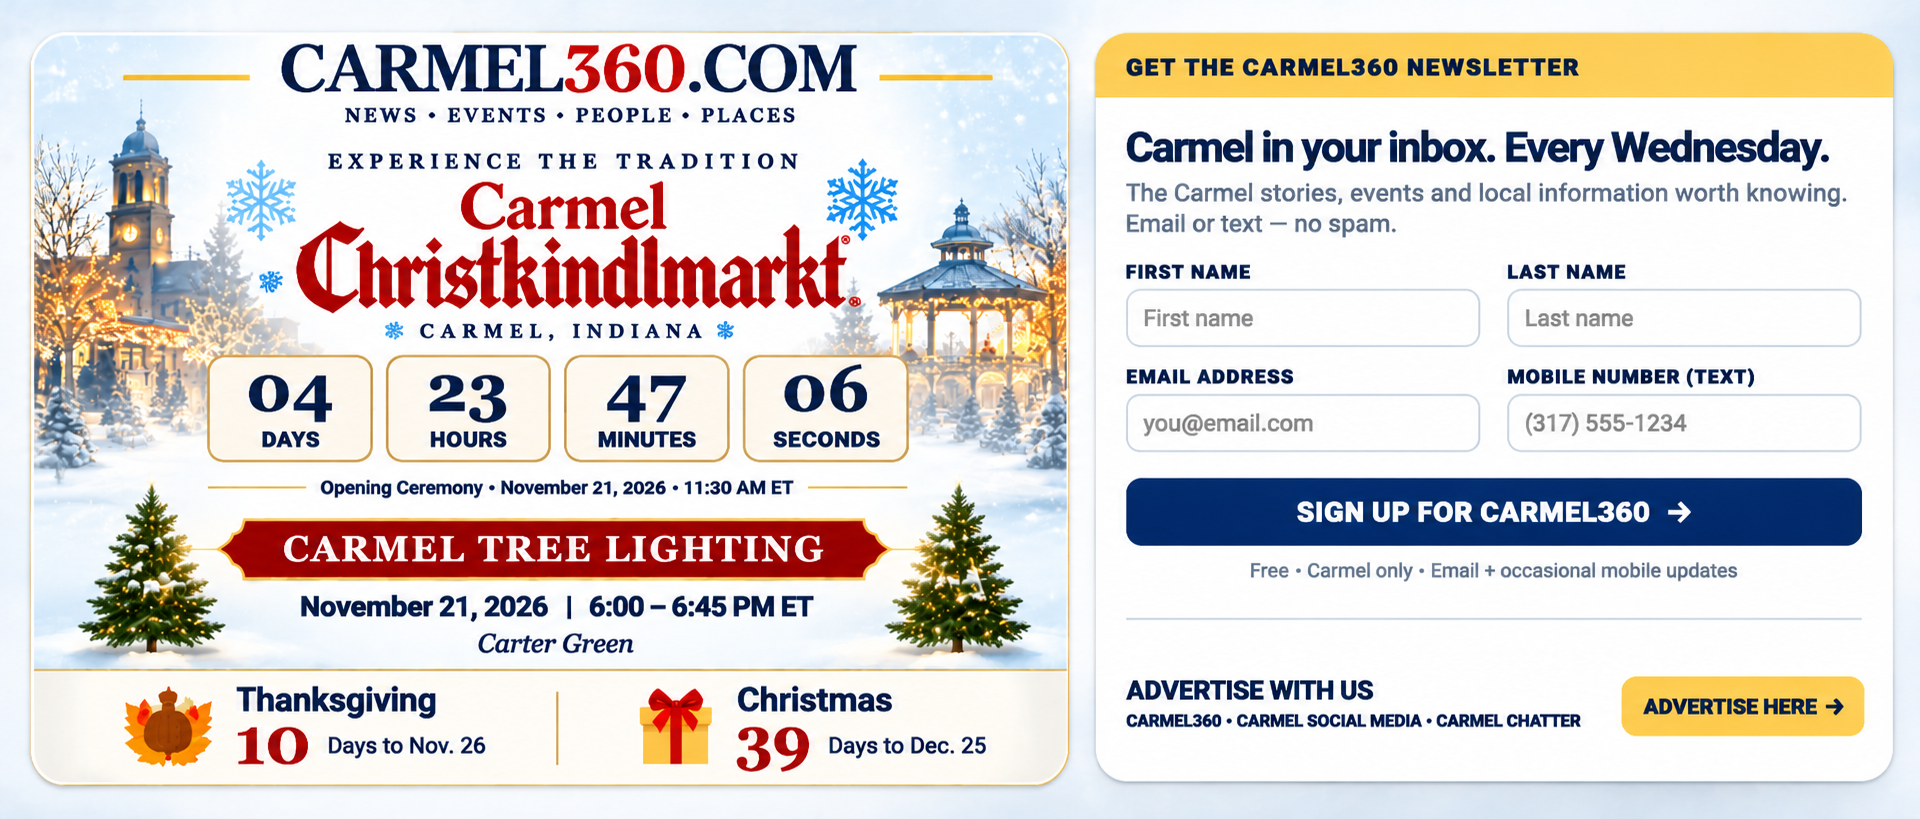 CARMEL360.COM
NEWS • EVENTS • PEOPLE • PLACES
EXPERIENCE THE TRADITION
Carmel
Christkindlmarkt®
CARMEL, INDIANA
04 23 47 06
DAYS HOURS MINUTES SECONDS
Opening Ceremony • November 21, 2026 • 11:30 AM ET
CARMEL TREE LIGHTING
November 21, 2026 | 6:00 – 6:45 PM ET
Carter Green
Thanksgiving
10 Days to Nov. 26
Christmas
39 Days to Dec. 25
GET THE CARMEL360 NEWSLETTER
Carmel in your inbox. Every Wednesday.
The Carmel stories, events and local information worth knowing.
Email or text — no spam.
FIRST NAME LAST NAME
First name Last name
EMAIL ADDRESS MOBILE NUMBER (TEXT)
you@email.com (317) 555-1234
SIGN UP FOR CARMEL360 →
Free • Carmel only • Email + occasional mobile updates
ADVERTISE WITH US
CARMEL360 • CARMEL SOCIAL MEDIA • CARMEL CHATTER
ADVERTISE HERE →